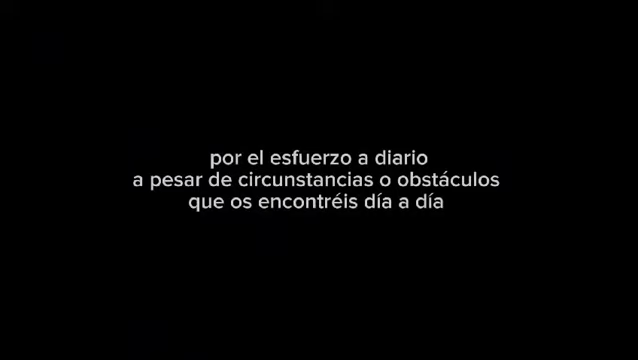 por el esfuerzo a diario
a pesar de circunstancias o obstáculos
que os encontréis día a día